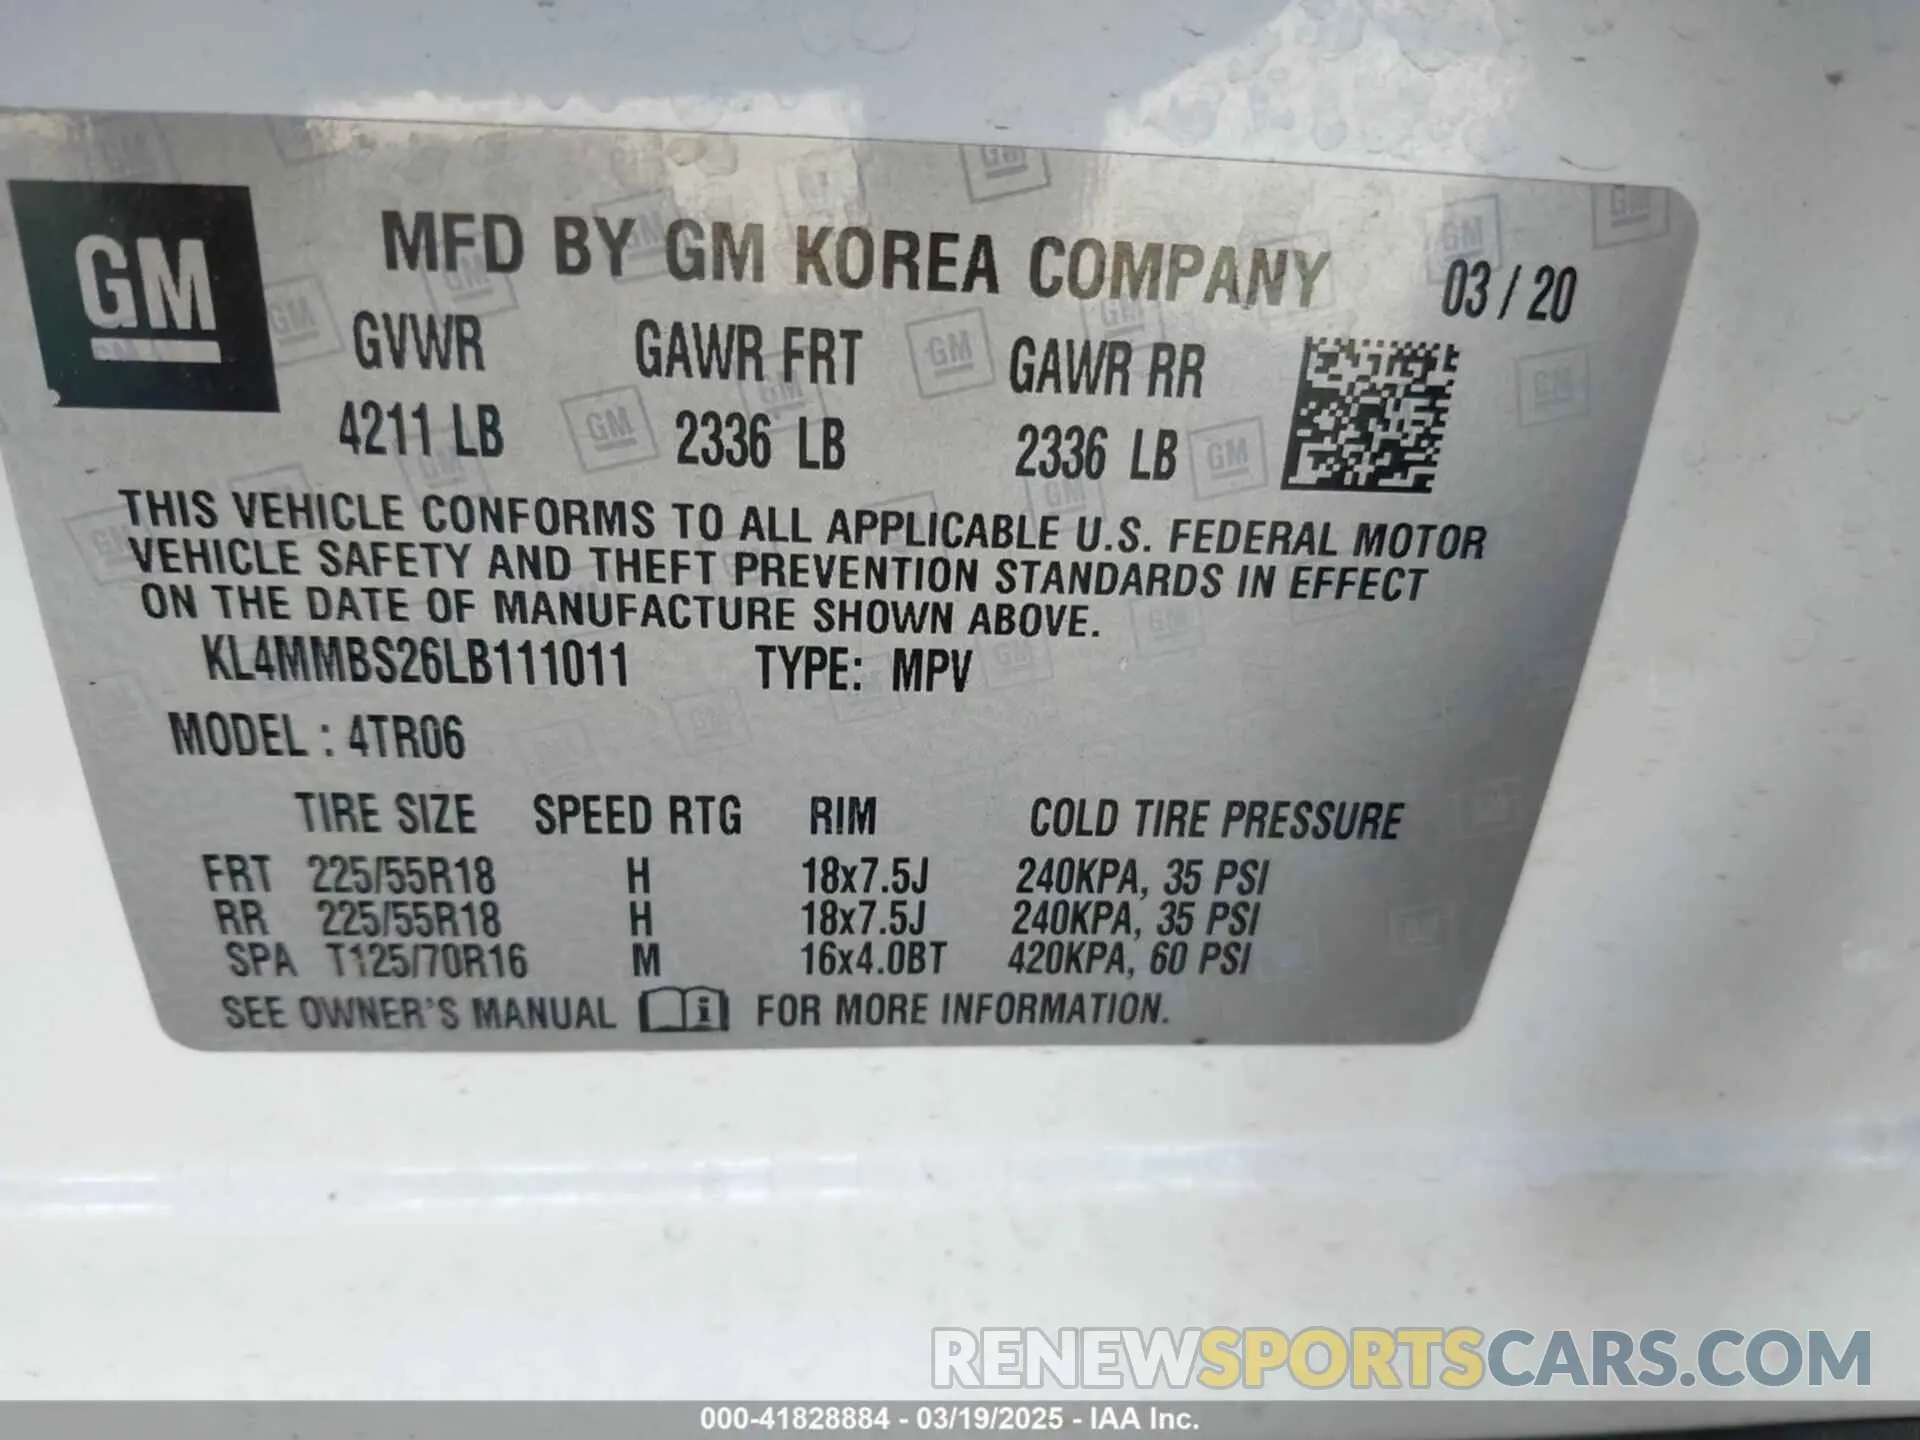 GM
MFD BY GM KOREA COMPANY 03/20
GVWR GAWR FRT GAWR RR
4211 LB 2336 LB 2336 LB
THIS VEHICLE CONFORMS TO ALL APPLICABLE U.S. FEDERAL MOTOR
VEHICLE SAFETY AND THEFT PREVENTION STANDARDS IN EFFECT
ON THE DATE OF MANUFACTURE SHOWN ABOVE.
KL4MMBS26LB111011 TYPE: MPV
MODEL : 4TR06
TIRE SIZE SPEED RTG RIM COLD TIRE PRESSURE
FRT 225/55R18 H 18x7.5J 240KPA, 35 PSI
RR 225/55R18 H 18x7.5J 240KPA, 35 PSI
SPA T125/70R16 M 16x4.0BT 420KPA, 60 PSI
SEE OWNER'S MANUAL i FOR MORE INFORMATION.
RENEWSPORTSCARS.COM
000-41828884 - 03/19/2025 - IAA Inc.